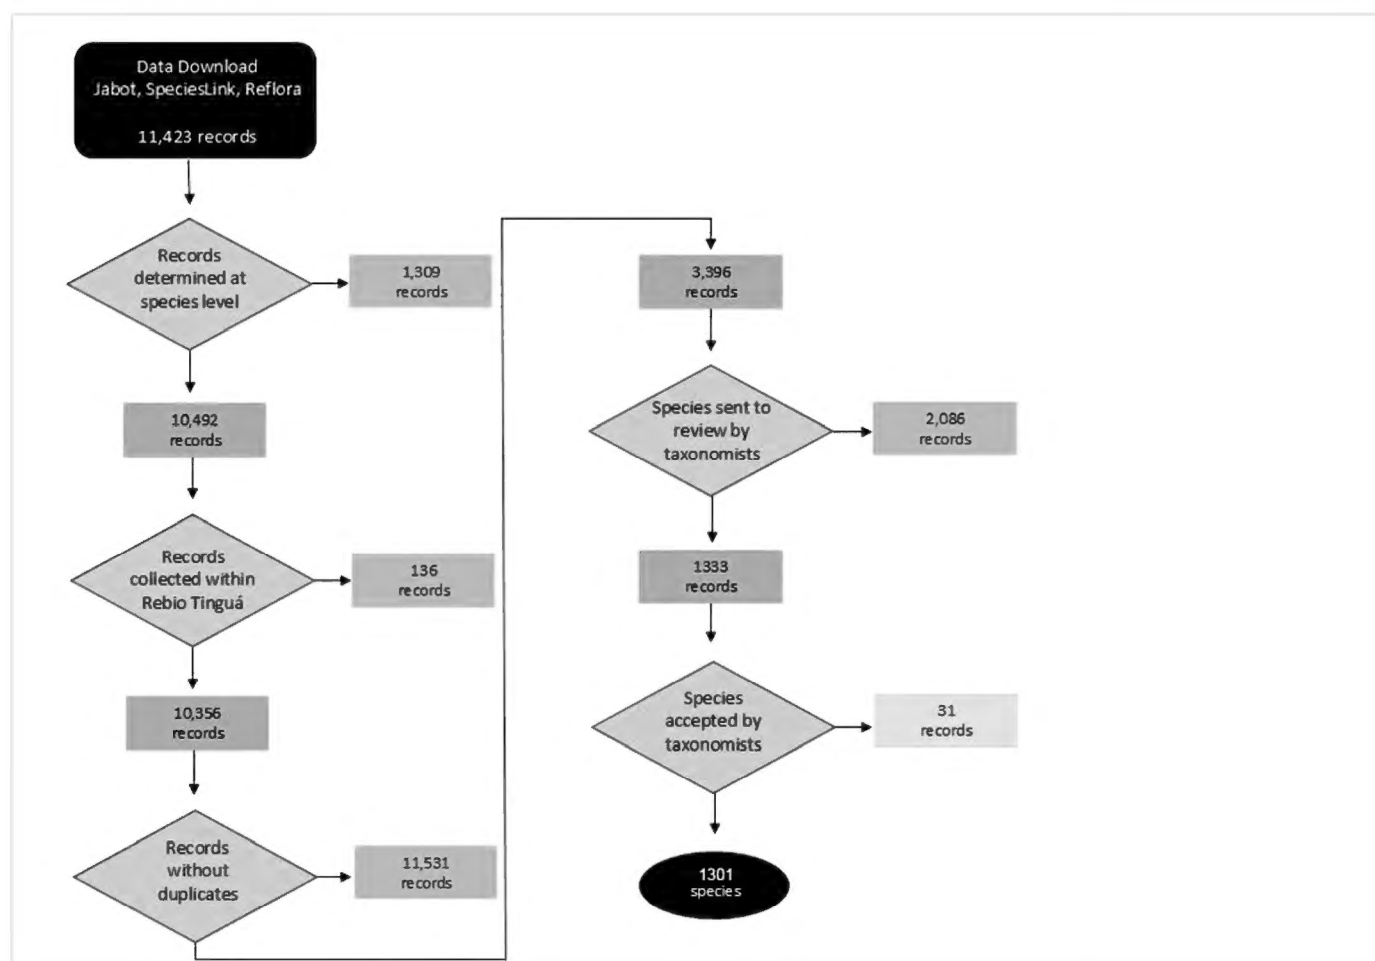 Data Download
Jabot, SpeciesLink, Reflora
11,423 records
Records
determined at
species level
1,309
records
10,492
records
Records
collected within
Rebio Tinguá
136
records
10,356
records
Records
without
duplicates
11,531
records
3,396
records
Species sent to
review by
taxonomists
2,086
records
1333
records
Species
accepted by
taxonomists
31
records
1301
species